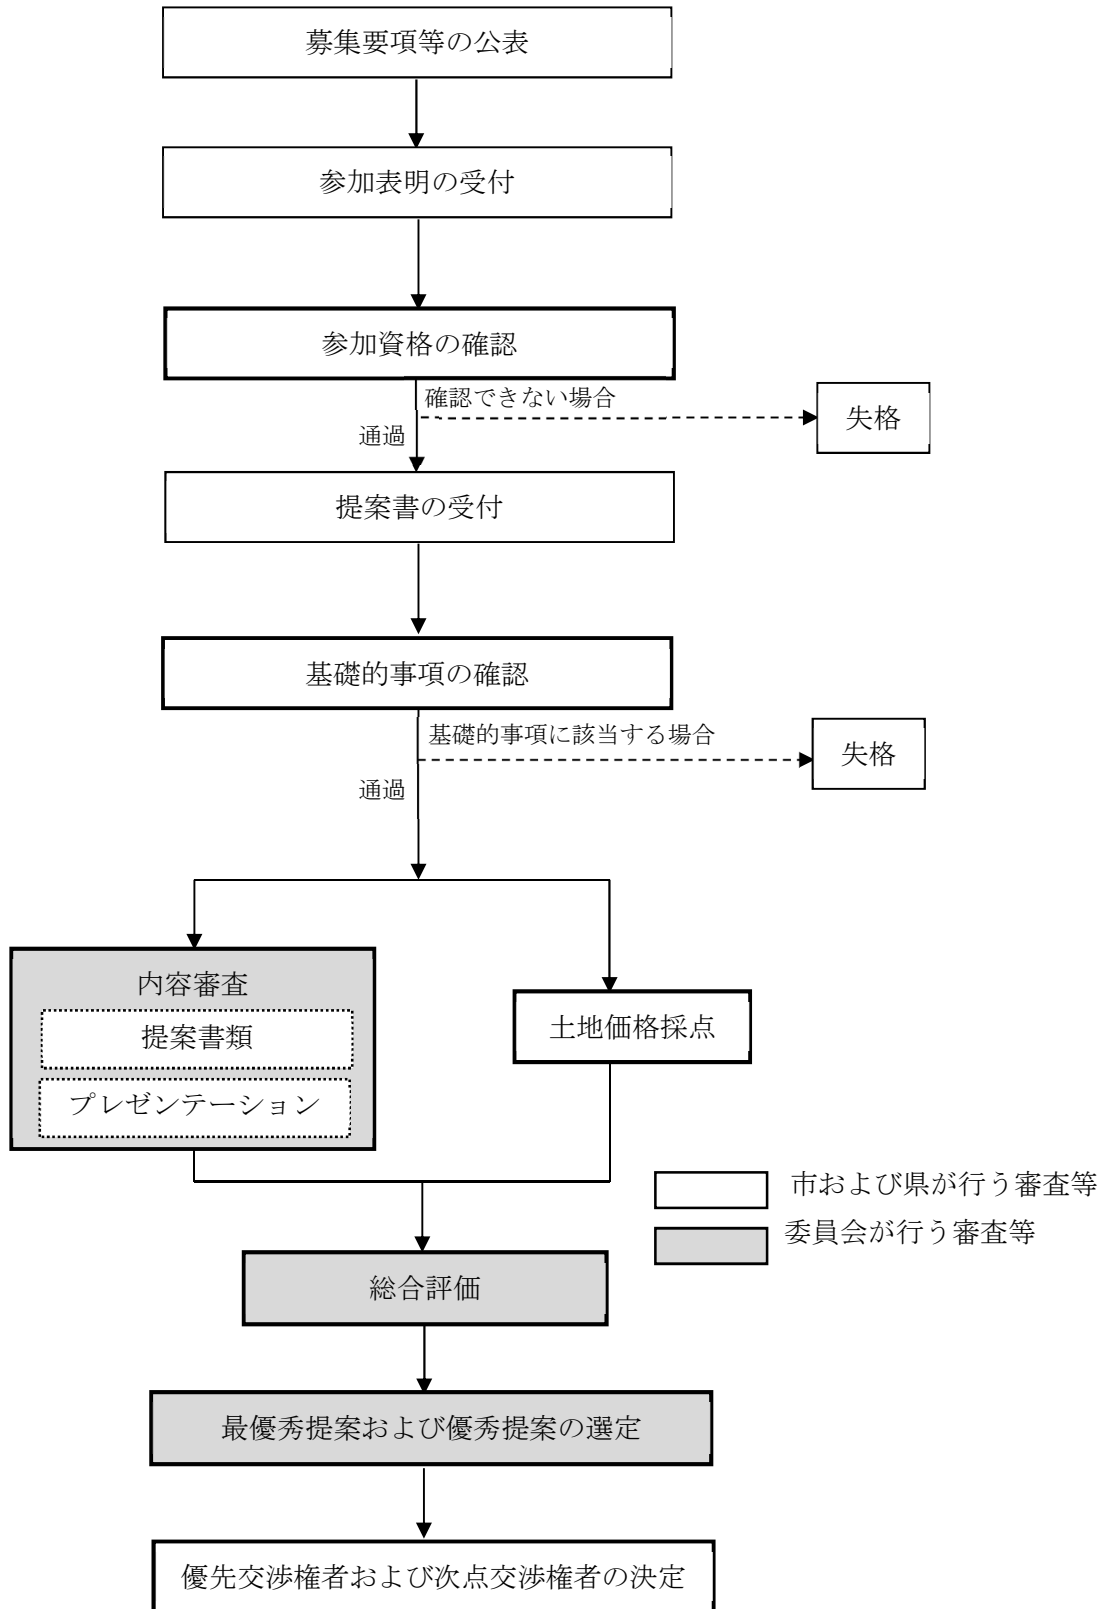 募集要項等の公表
参加表明の受付
参加資格の確認
確認できない場合
失格
通過
提案書の受付
基礎的事項の確認
基礎的事項に該当する場合
失格
通過
内容審査
提案書類
プレゼンテーション
土地価格採点
市および県が行う審査等
委員会が行う審査等
総合評価
最優秀提案および優秀提案の選定
優先交渉権者および次点交渉権者の決定